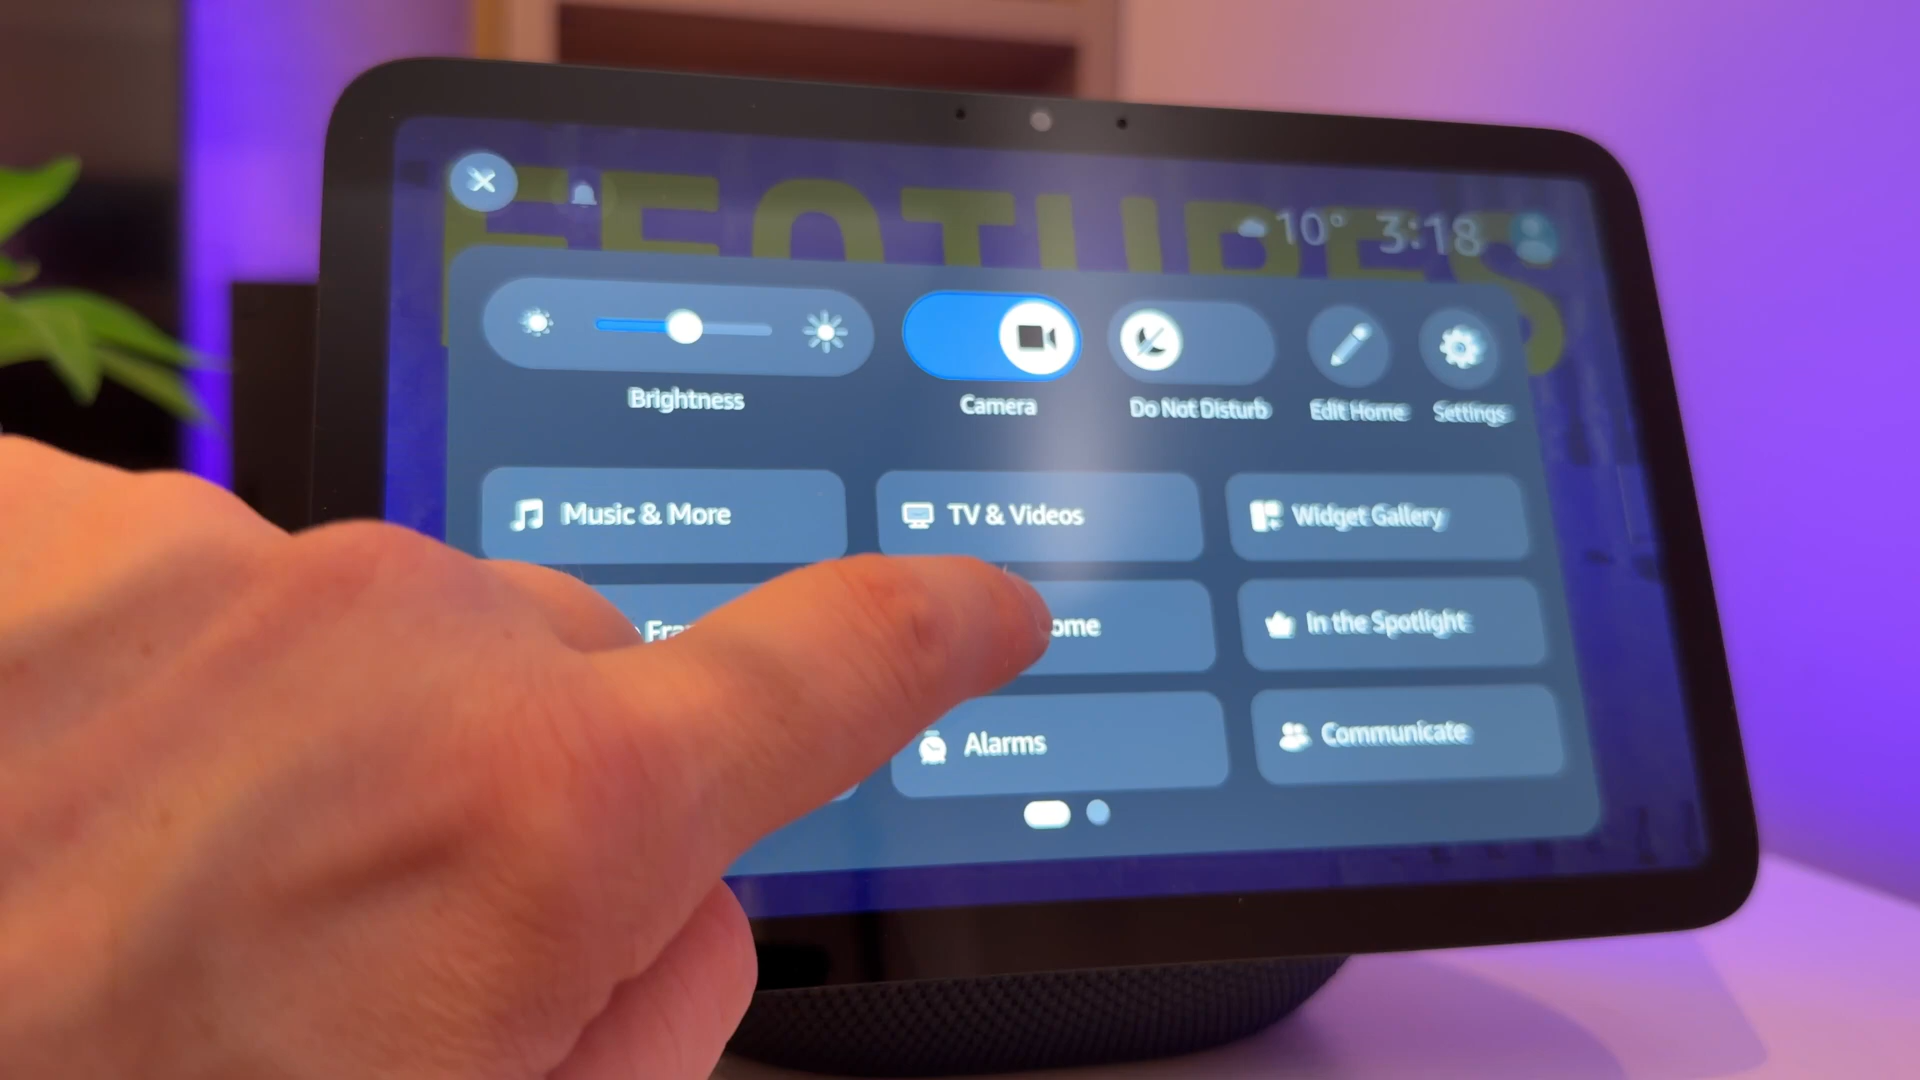 FEATURES
10° 3:18
Brightness
Camera
Do Not Disturb
Edit Home
Settings
Music & More
TV & Videos
Widget Gallery
In the Spotlight
Alarms
Communicate